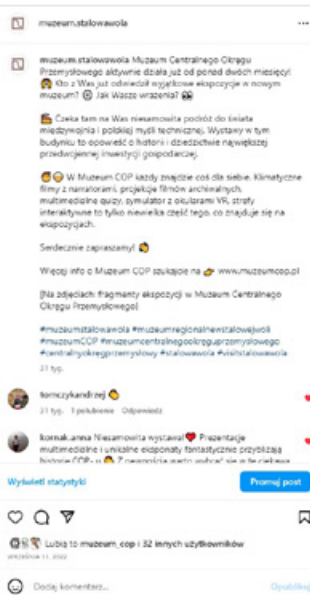 muzeum.stalowawola
muzeum.stalowawola Muzeum Centralnego Okręgu
Przemysłowego aktywnie działa już od ponad dwóch miesięcy!
Kto z Was już odwiedził wyjątkowe ekspozycje w nowym
muzeum? Jak Wasze wrażenia?
Czeka tam na Was niesamowita podróż do świata
międzywojnia i polskiej myśli technicznej. Wystawy w tym
budynku to opowieść o historii i dziedzictwie największej
przedwojennej inwestycji gospodarczej.
W Muzeum COP każdy znajdzie coś dla siebie. Klimatyczne
filmy z narratorami, projekcje filmów archiwalnych,
multimedialne quizy, symulator z okularami VR, strefy
interaktywne to tylko niewielka część tego, co znajduje się na
ekspozycjach.
Serdecznie zapraszamy!
Więcej info o Muzeum COP szukajcie na 👉 www.muzeumcop.pl
[Na zdjęciach: fragmenty ekspozycji w Muzeum Centralnego
Okręgu Przemysłowego]
#muzeumstalowawola #muzeumregionalnewstalowejwoli
#muzeumCOP #muzeumcentralnegookręguprzemysłowego
#centralnyokręgprzemysłowy #stalowawola #visitstalowawola
31 tyg.
tomczykandrzej
31 tyg. 1 polubienie Odpowiedz
kornak.anna Niesamowita wystawa!❤️ Prezentacje
multimedialne i unikalne eksponaty fantastycznie przybliżają
historię COP-u
Wyświetl statystyki
Promuj post
Lubią to muzeum_cop i 32 innych użytkowników
WRZEŚNIA 11, 2022
Dodaj komentarz...
Opublikuj